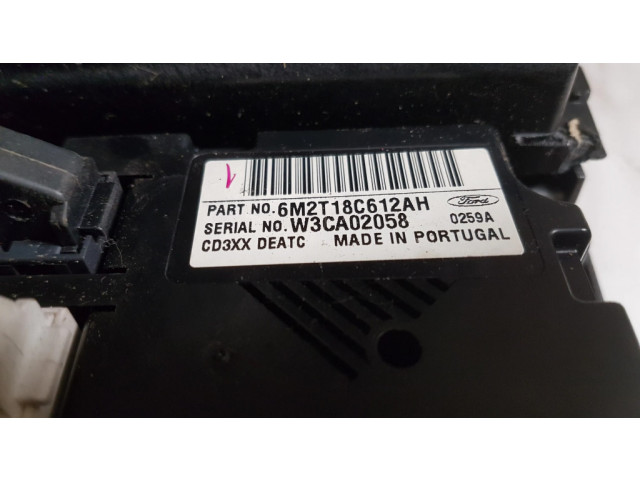 PART NO. 6M2T18C612AH Ford
SERIAL NO. W3CA02058 0259A
CD3XX DEATC MADE IN PORTUGAL